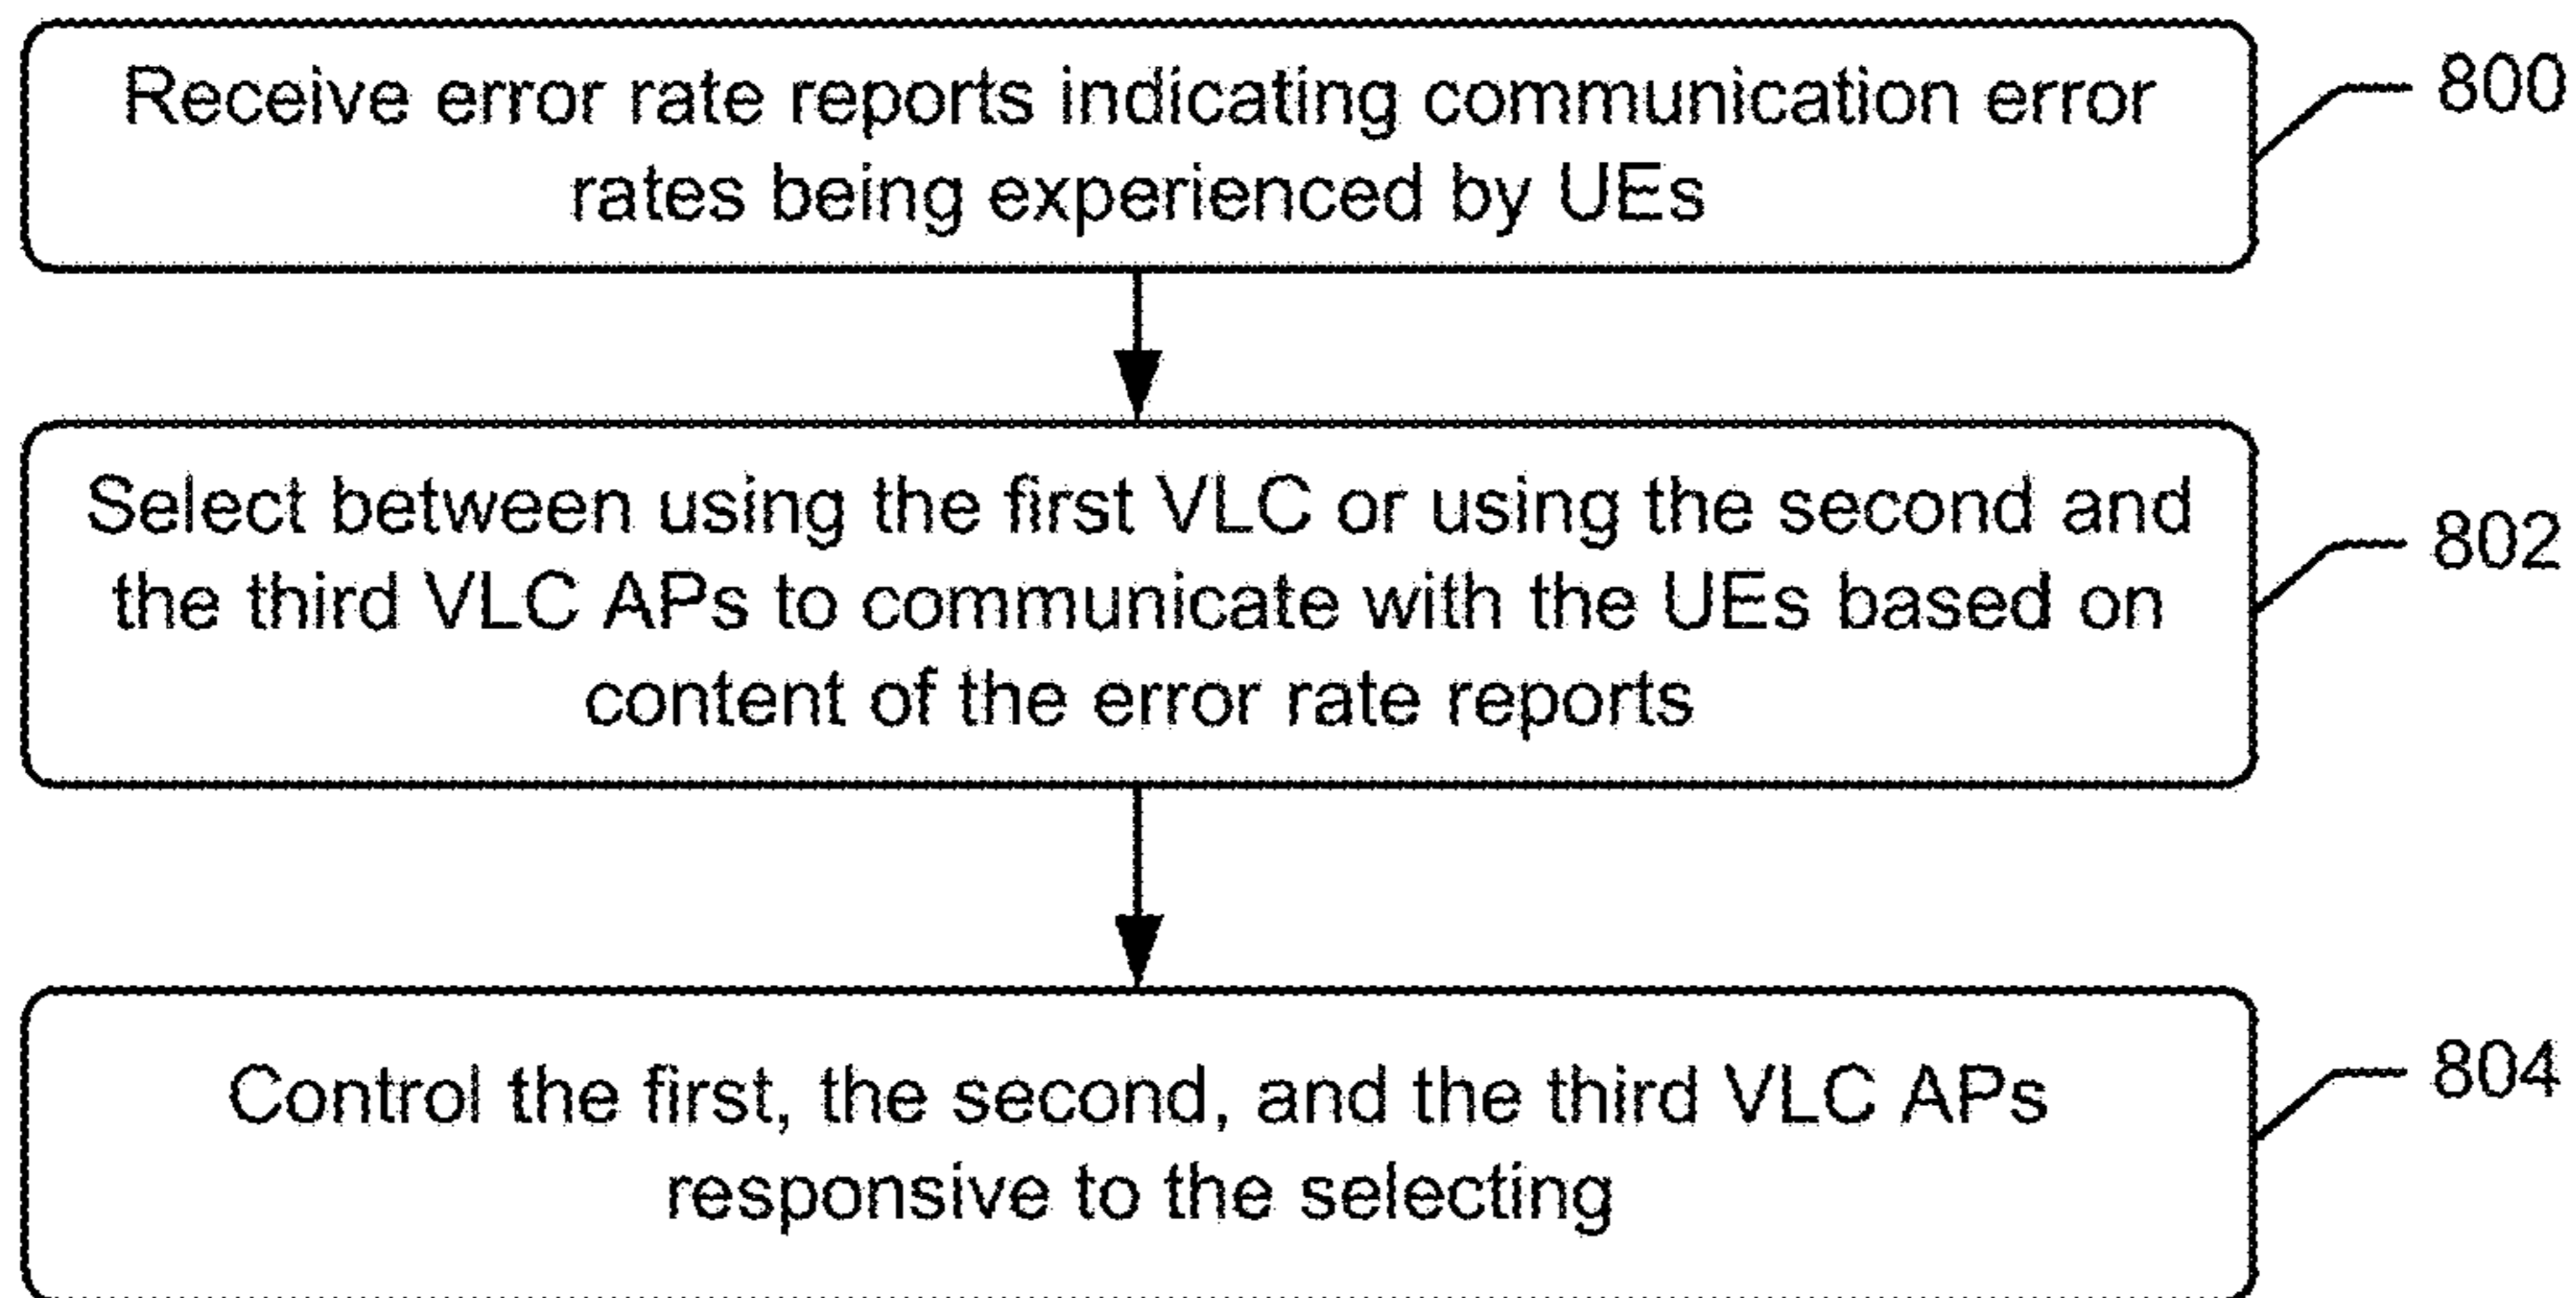 Receive error rate reports indicating communication error
rates being experienced by UEs
800
Select between using the first VLC or using the second and
the third VLC APs to communicate with the UEs based on
content of the error rate reports
802
Control the first, the second, and the third VLC APs
responsive to the selecting
804